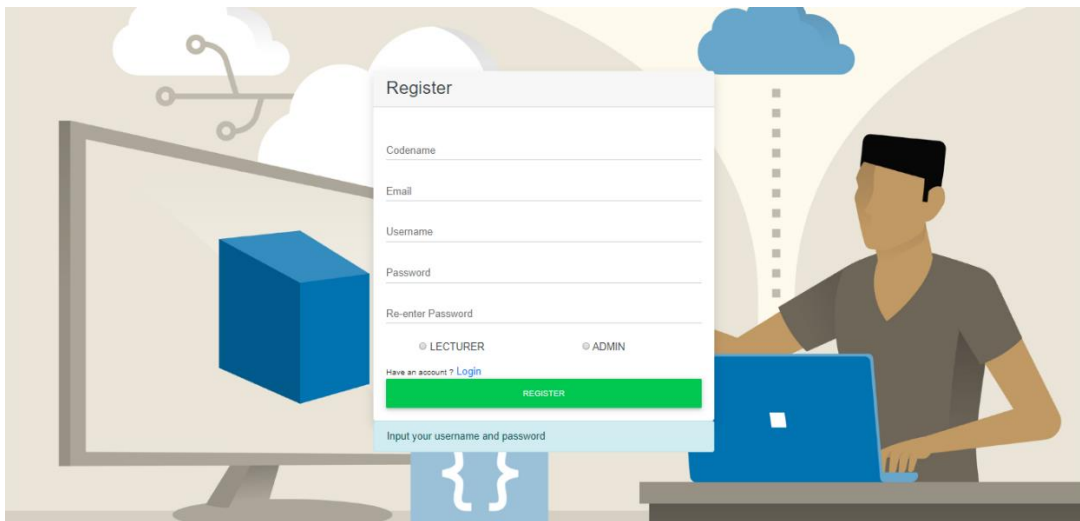 Register
Codename
Email
Username
Password
Re-enter Password
LECTURER ADMIN
Have an account ? Login
REGISTER
Input your username and password
{ }